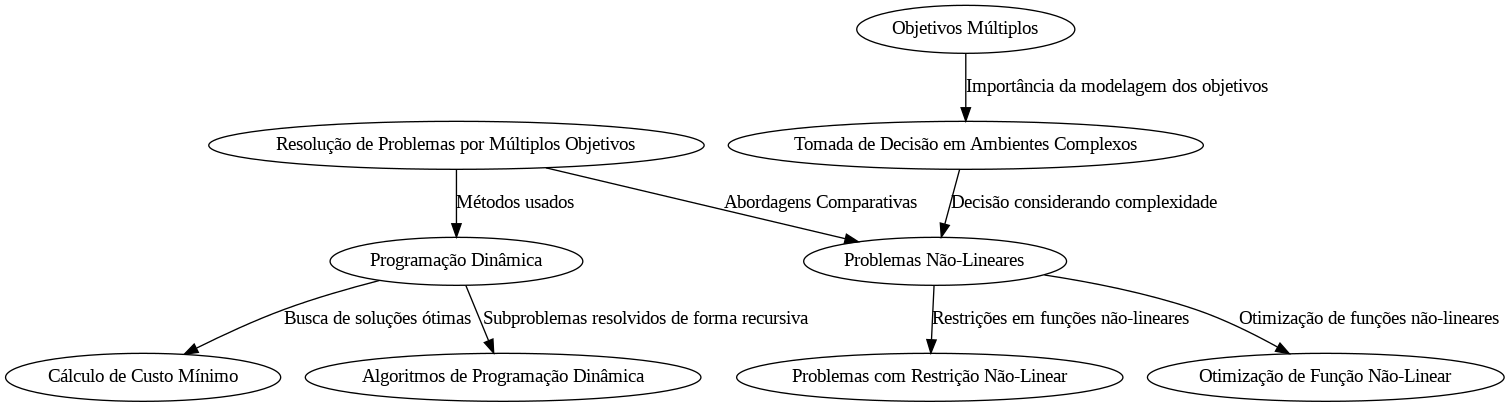 Objetivos Múltiplos
Importância da modelagem dos objetivos
Resolução de Problemas por Múltiplos Objetivos
Tomada de Decisão em Ambientes Complexos
Métodos usados
Abordagens Comparativas
Decisão considerando complexidade
Programação Dinâmica
Problemas Não-Lineares
Busca de soluções ótimas
Subproblemas resolvidos de forma recursiva
Restrições em funções não-lineares
Otimização de funções não-lineares
Cálculo de Custo Mínimo
Algoritmos de Programação Dinâmica
Problemas com Restrição Não-Linear
Otimização de Função Não-Linear